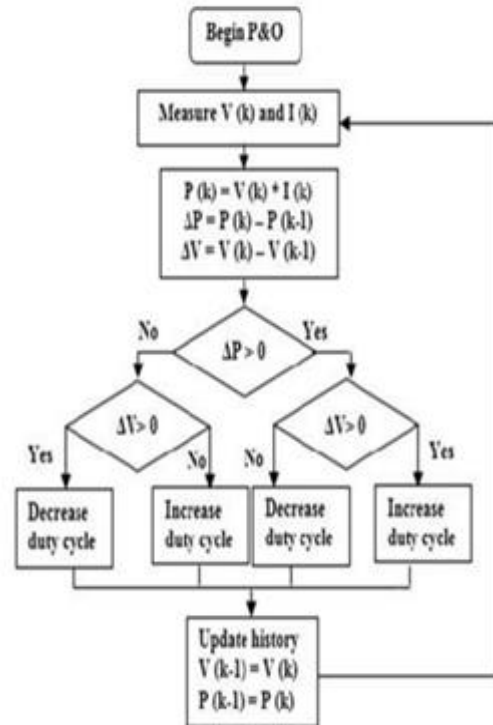 Begin P&O
Measure V (k) and I (k)
P (k) = V (k) * I (k)
ΔP = P (k) – P (k-1)
ΔV = V (k) – V (k-1)
No
Yes
ΔP > 0
ΔV> 0
ΔV> 0
Yes
No
No
Yes
Decrease
duty cycle
Increase
duty cycle
Decrease
duty cycle
Increase
duty cycle
Update history
V (k-1) = V (k)
P (k-1) = P (k)